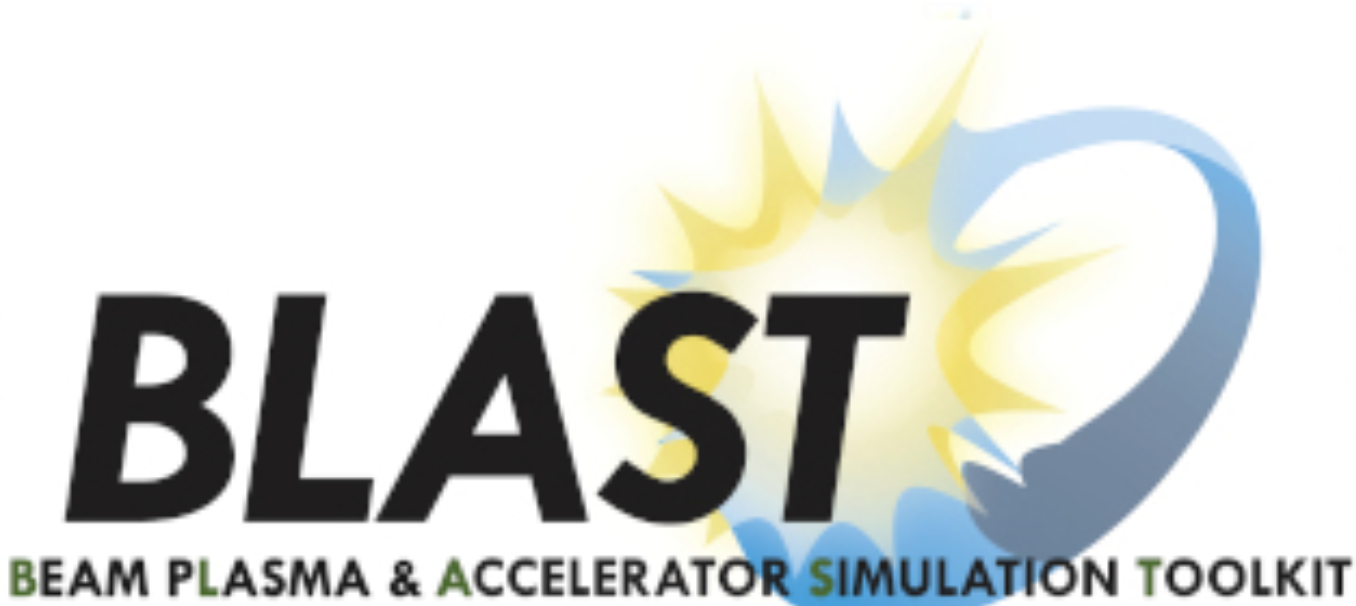 BLAST
BEAM PLASMA & ACCELERATOR SIMULATION TOOLKIT